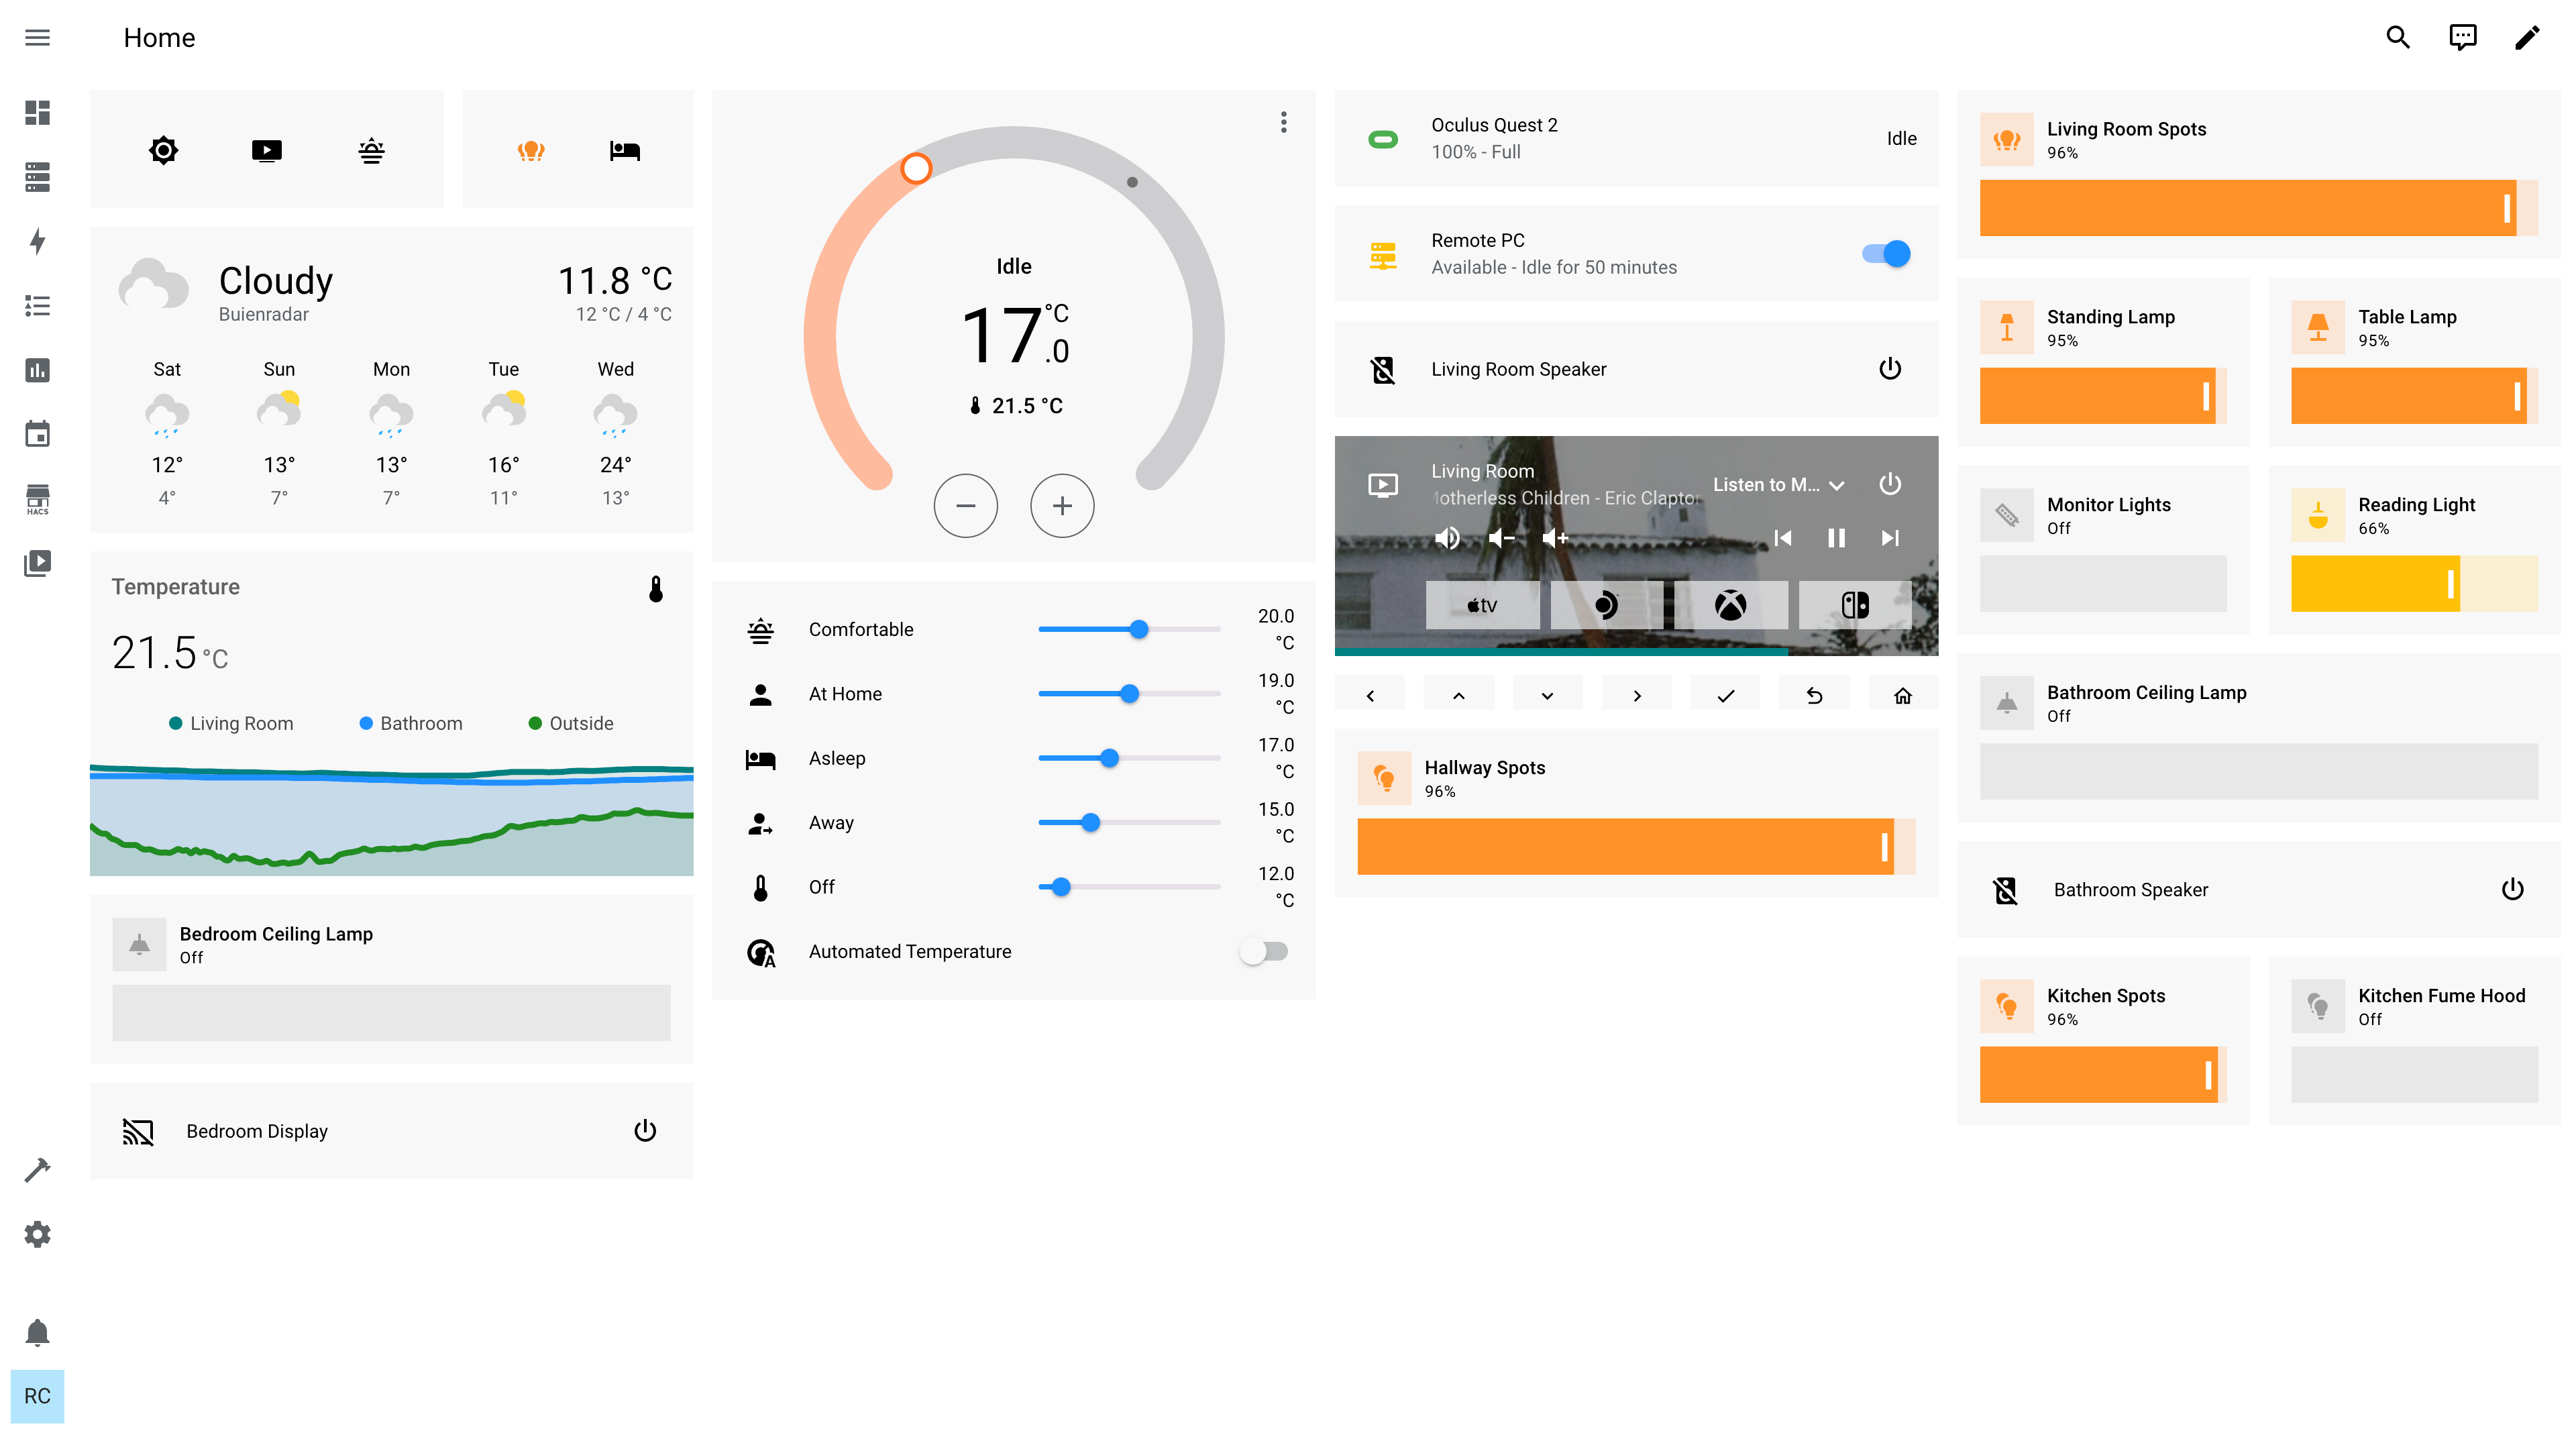 Home
Cloudy
Buienradar
11.8 °C
12 °C / 4 °C
Sat Sun Mon Tue Wed
12° 13° 13° 16° 24°
4° 7° 7° 11° 13°
Temperature
21.5 °C
Living Room Bathroom Outside
Bedroom Ceiling Lamp
Off
Bedroom Display
HACS
RC
Idle
17.0 °C
21.5 °C
Comfortable 20.0 °C
At Home 19.0 °C
Asleep 17.0 °C
Away 15.0 °C
Off 12.0 °C
Automated Temperature
Oculus Quest 2
100% - Full
Idle
Remote PC
Available - Idle for 50 minutes
Living Room Speaker
Living Room
otherless Children - Eric Clapto
Listen to M...
tv
Hallway Spots
96%
Living Room Spots
96%
Standing Lamp
95%
Table Lamp
95%
Monitor Lights
Off
Reading Light
66%
Bathroom Ceiling Lamp
Off
Bathroom Speaker
Kitchen Spots
96%
Kitchen Fume Hood
Off